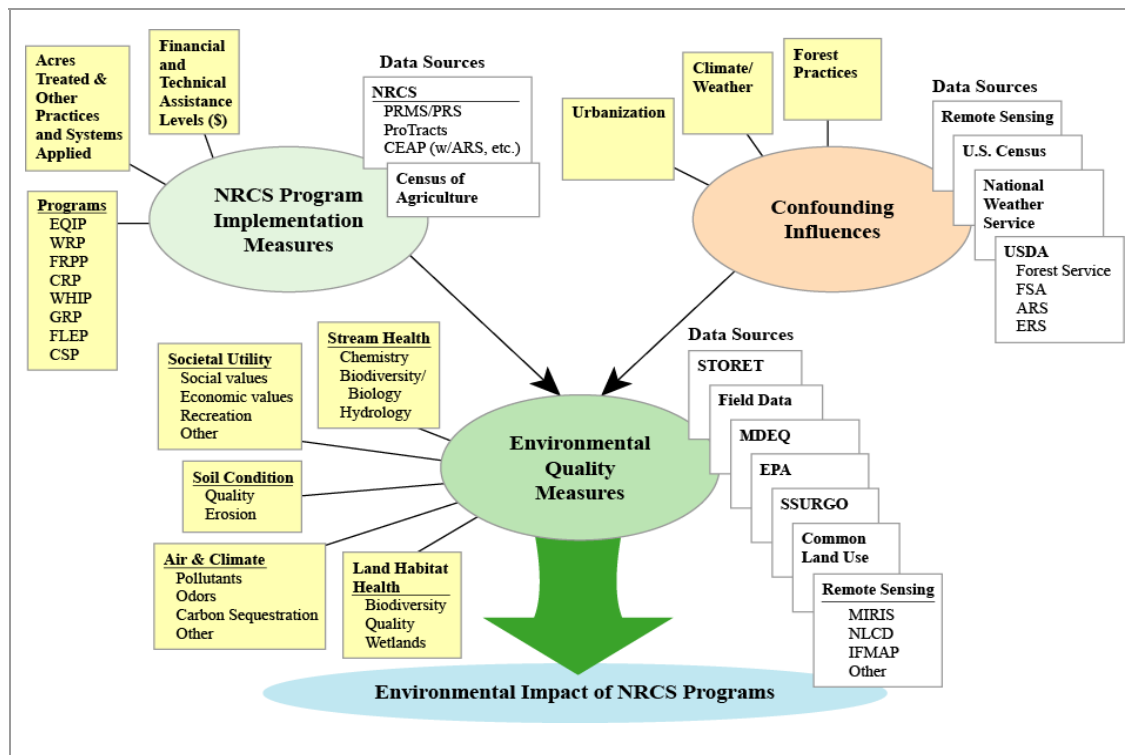 Acres
Treated &
Other
Practices
and Systems
Applied
Financial
and
Technical
Assistance
Levels ($)
Data Sources
NRCS
PRMS/PRS
ProTracts
CEAP (w/ARS, etc.)
Census of
Agriculture
NRCS Program
Implementation
Measures
Programs
EQIP
WRP
FRPP
CRP
WHIP
GRP
FLEP
CSP
Urbanization
Climate/
Weather
Forest
Practices
Data Sources
Remote Sensing
U.S. Census
National
Weather
Service
USDA
Forest Service
FSA
ARS
ERS
Confounding
Influences
Societal Utility
Social values
Economic values
Recreation
Other
Stream Health
Chemistry
Biodiversity/
Biology
Hydrology
Soil Condition
Quality
Erosion
Air & Climate
Pollutants
Odors
Carbon Sequestration
Other
Land Habitat
Health
Biodiversity
Quality
Wetlands
Environmental
Quality
Measures
Data Sources
STORET
Field Data
MDEQ
EPA
SSURGO
Common
Land Use
Remote Sensing
MIRIS
NLCD
IFMAP
Other
Environmental Impact of NRCS Programs